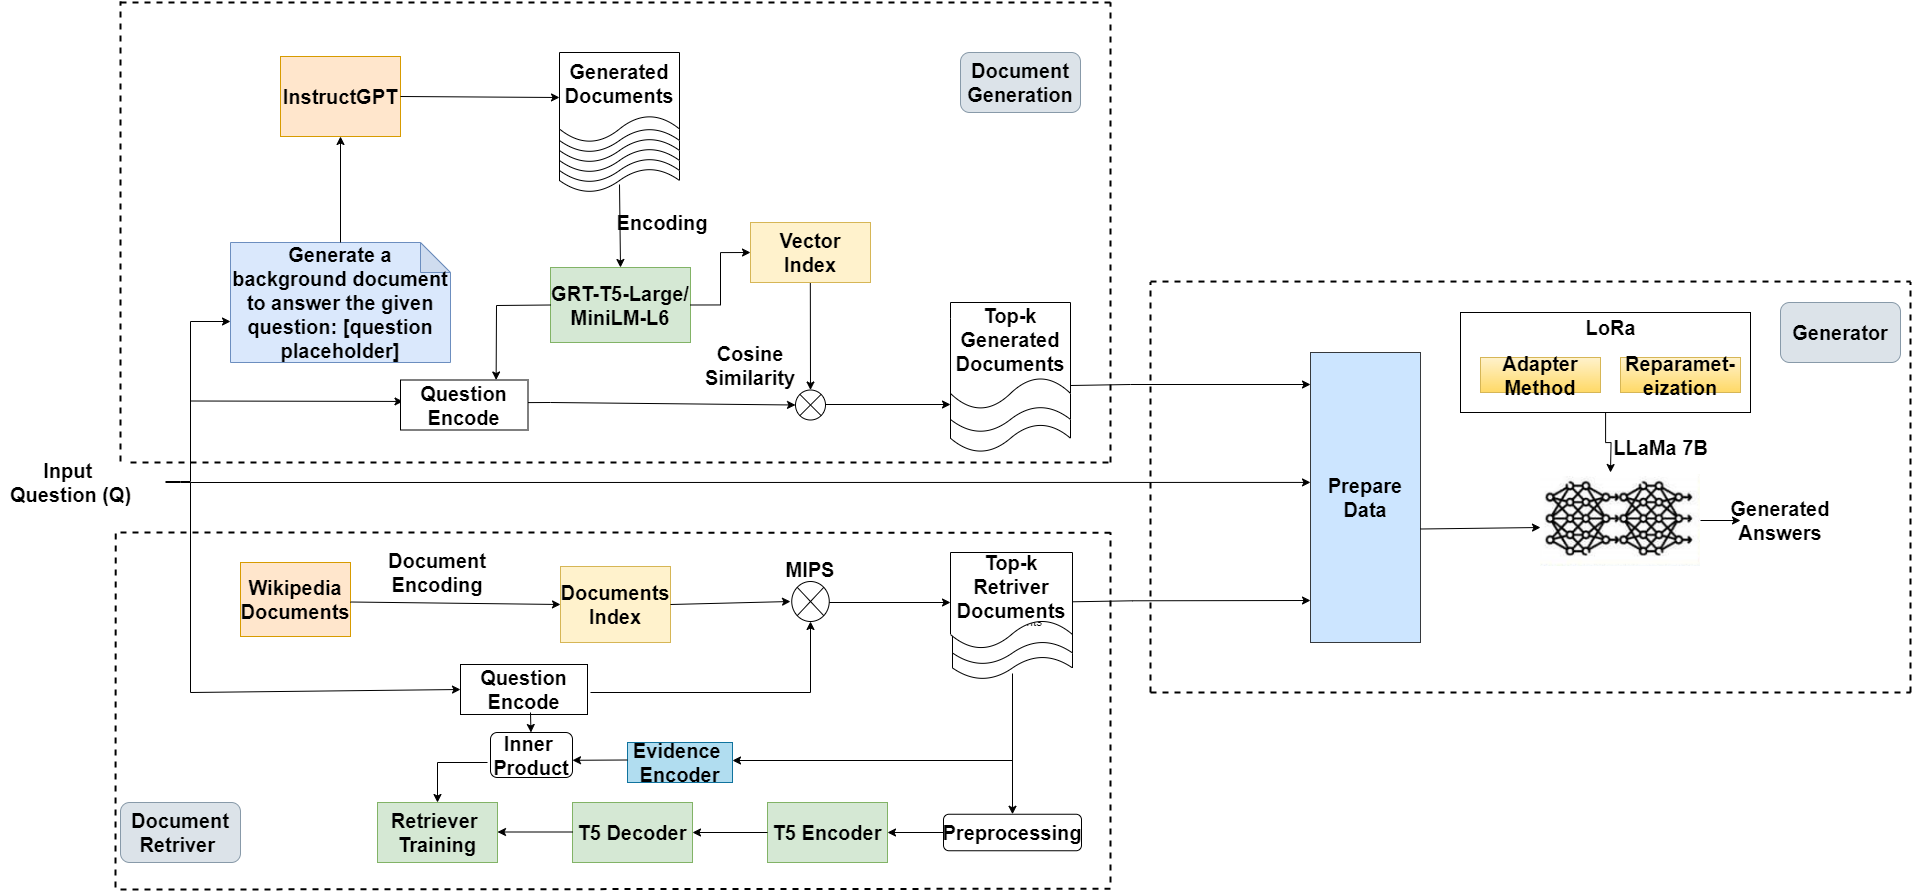 InstructGPT
Generated
Documents
Document
Generation
Encoding
Generate a
background document
to answer the given
question: [question
placeholder]
Vector
Index
GRT-T5-Large/
MiniLM-L6
Cosine
Similarity
Question
Encode
Top-k
Generated
Documents
Input
Question (Q)
Prepare
Data
LoRa
Adapter
Method
Reparamet-
eization
Generator
LLaMa 7B
Generated
Answers
Wikipedia
Documents
Document
Encoding
Documents
Index
MIPS
Top-k
Retriver
Documents
Question
Encode
Inner
Product
Evidence
Encoder
Document
Retriver
Retriever
Training
T5 Decoder
T5 Encoder
Preprocessing